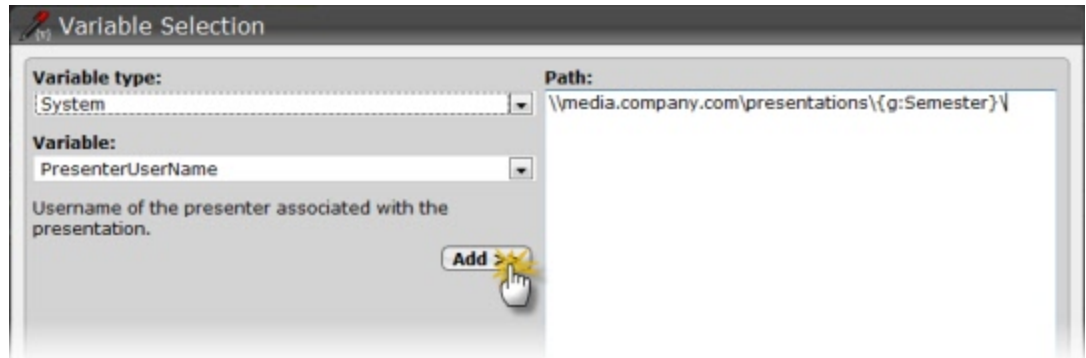 Variable Selection
Variable type:
System
Variable:
PresenterUserName
Username of the presenter associated with the
presentation.
Add >>
Path:
\\media.company.com\presentations\{g:Semester}\